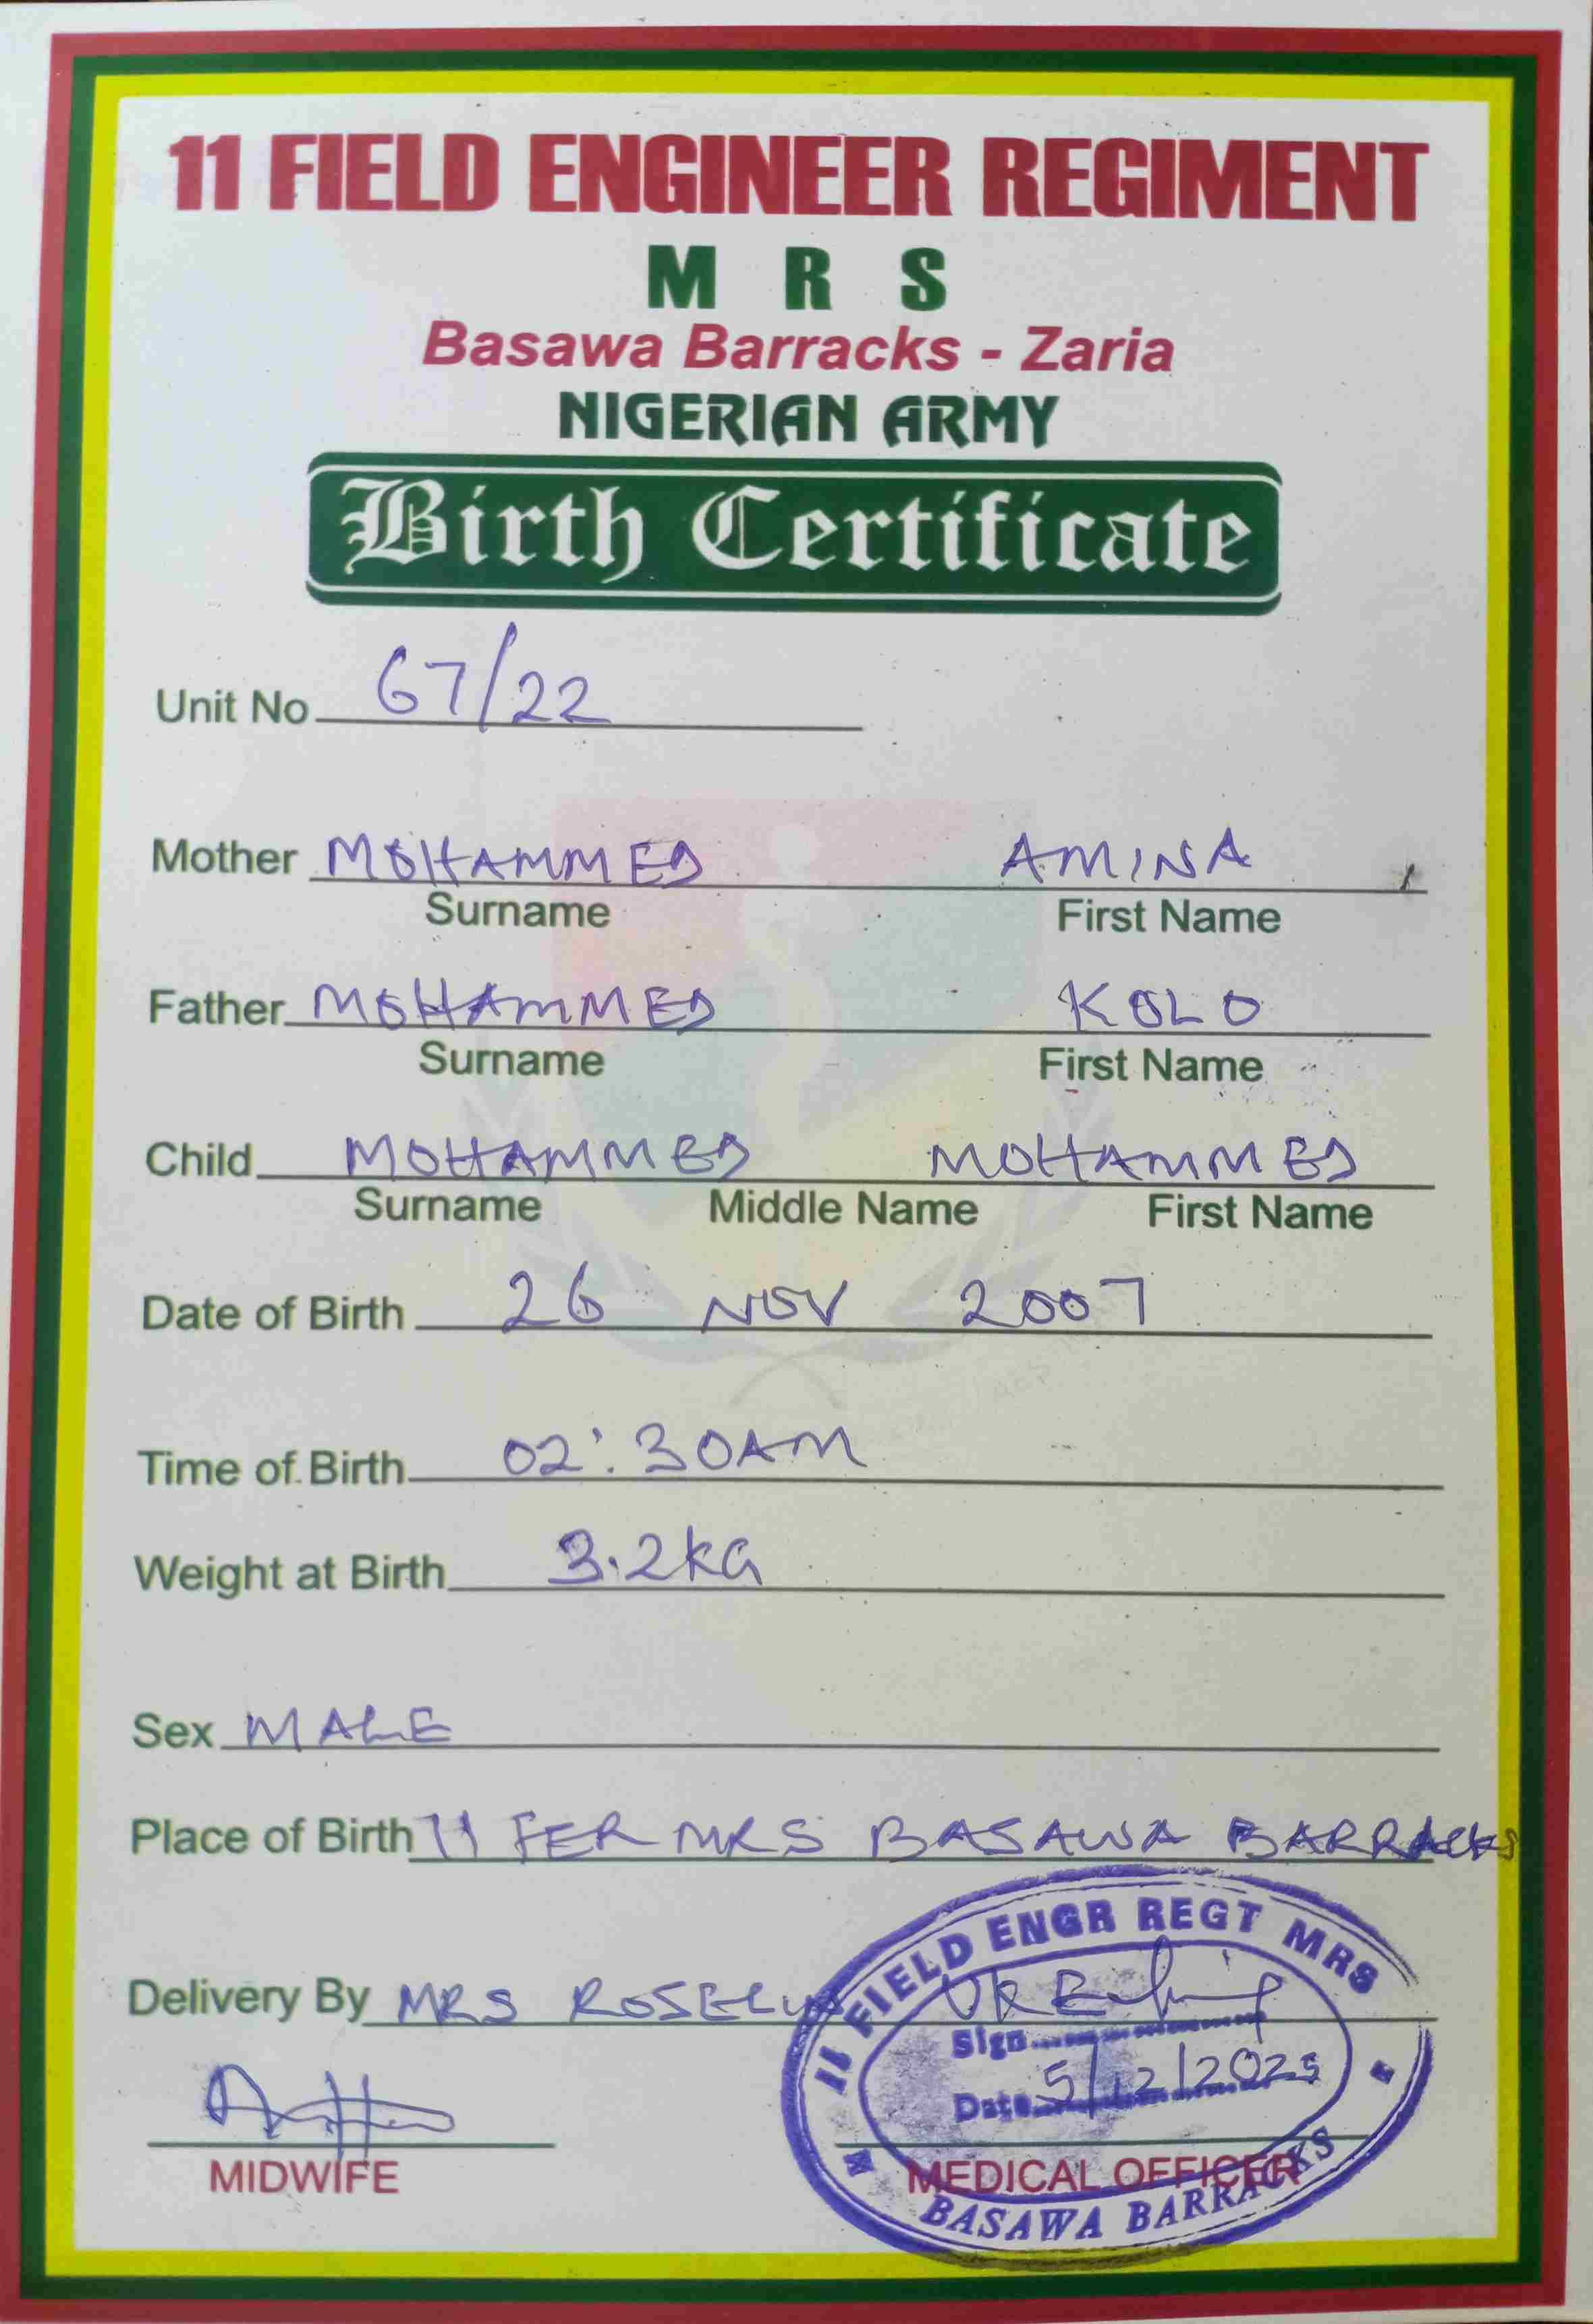 11 FIELD ENGINEER REGIMENT
M R S
Basawa Barracks - Zaria
NIGERIAN ARMY
Birth Certificate
Unit No 67/22
Mother MOHAMMED AMINA
Surname First Name
Father MOHAMMED KOLO
Surname First Name
Child MOHAMMED MOHAMMED
Surname Middle Name First Name
Date of Birth 26 NOV 2007
Time of Birth 02:30AM
Weight at Birth 3.2KG
Sex MALE
Place of Birth 11 FER MRS BASAWA BARRACKS
Delivery By MRS ROSELYN
11 FIELD ENGR REGT MRS
Sign
Date 5/12/2025
MIDWIFE
MEDICAL OFFICER
BASAWA BARRACKS